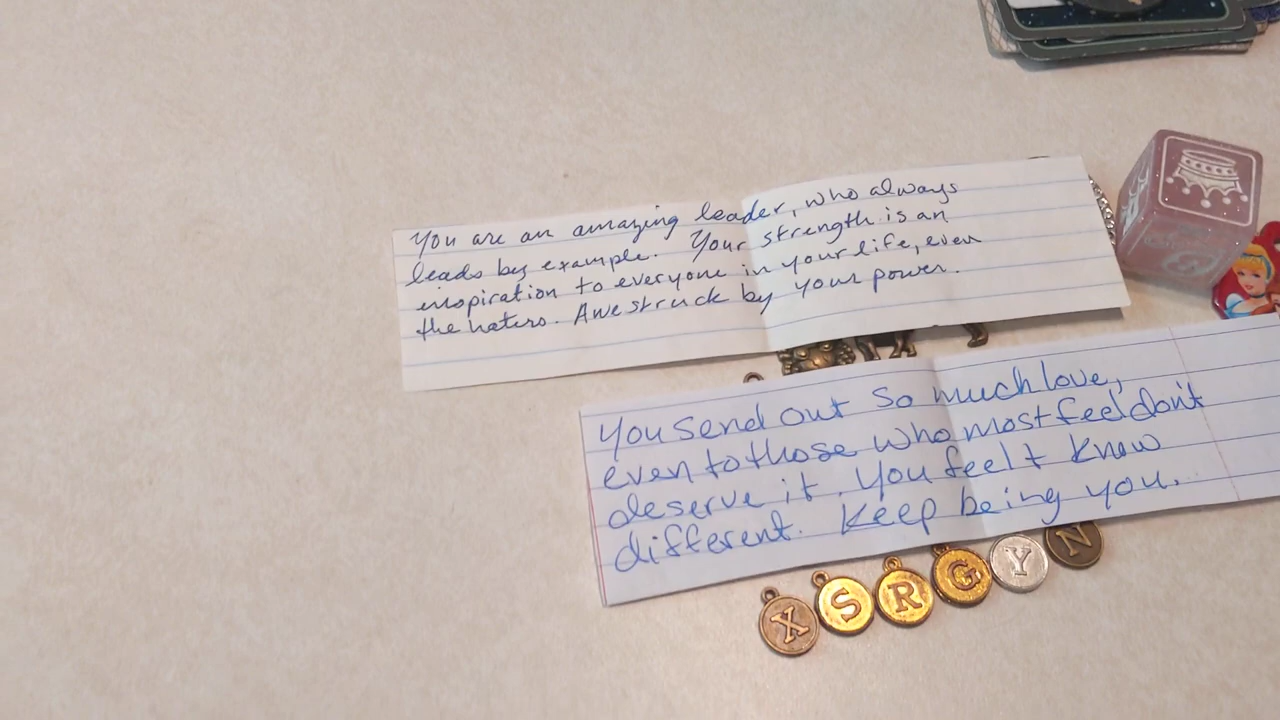 You are an amazing leader, who always
leads by example. Your strength is an
inspiration to everyone in your life, even
the haters. Awestruck by your power.
You send out so much love,
even to those who most feel don't
deserve it. You feel & know
different. Keep being you.
X S R G Y N